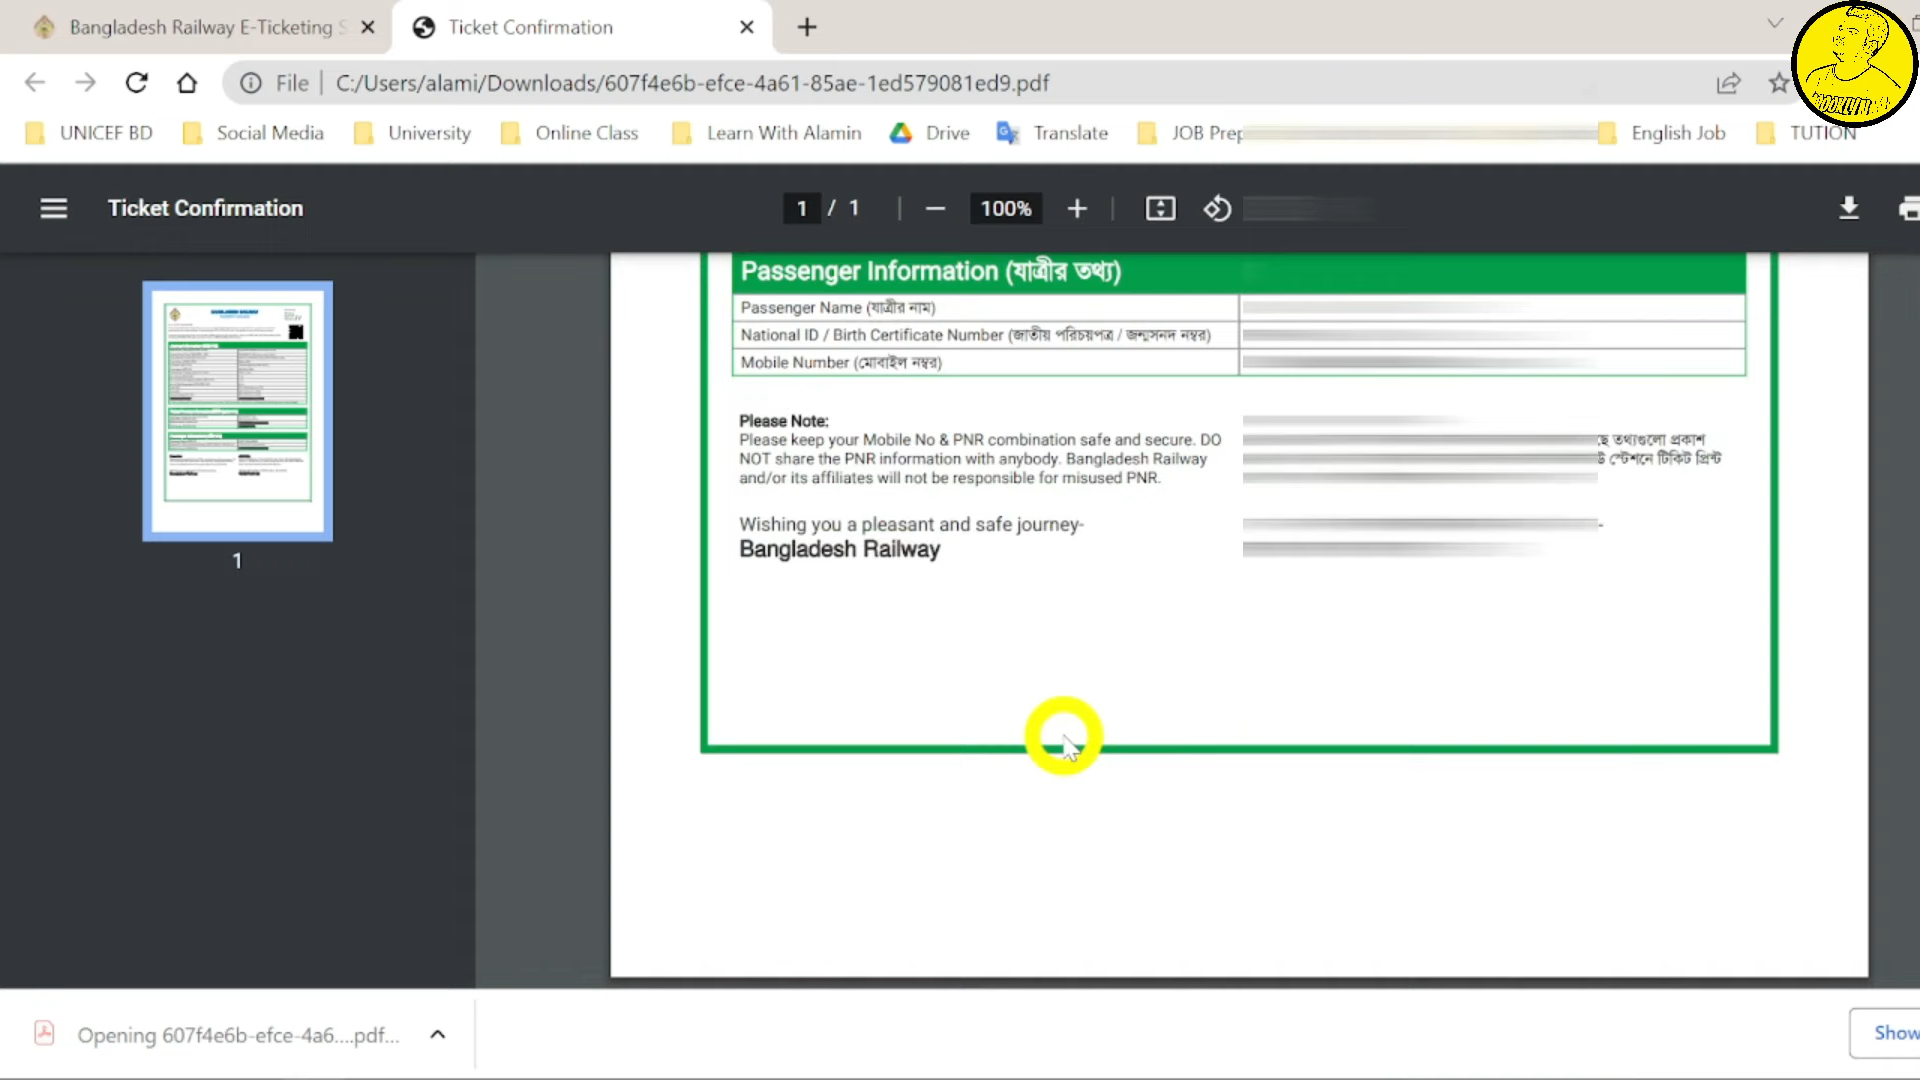 Bangladesh Railway E-Ticketing S
Ticket Confirmation
File | C:/Users/alami/Downloads/607f4e6b-efce-4a61-85ae-1ed579081ed9.pdf
UNICEF BD
Social Media
University
Online Class
Learn With Alamin
Drive
Translate
JOB Prep
English Job
TUTION
Ticket Confirmation
1 / 1
100%
Passenger Information (যাত্রীর তথ্য)
Passenger Name (যাত্রীর নাম)
National ID / Birth Certificate Number (জাতীয় পরিচয়পত্র / জন্মসনদ নম্বর)
Mobile Number (মোবাইল নম্বর)
Please Note:
Please keep your Mobile No & PNR combination safe and secure. DO
NOT share the PNR information with anybody. Bangladesh Railway
and/or its affiliates will not be responsible for misused PNR.
তথ্যগুলো প্রকাশ
স্টেশনে টিকিট প্রিন্ট
Wishing you a pleasant and safe journey-
Bangladesh Railway
1
Opening 607f4e6b-efce-4a6....pdf...
Show